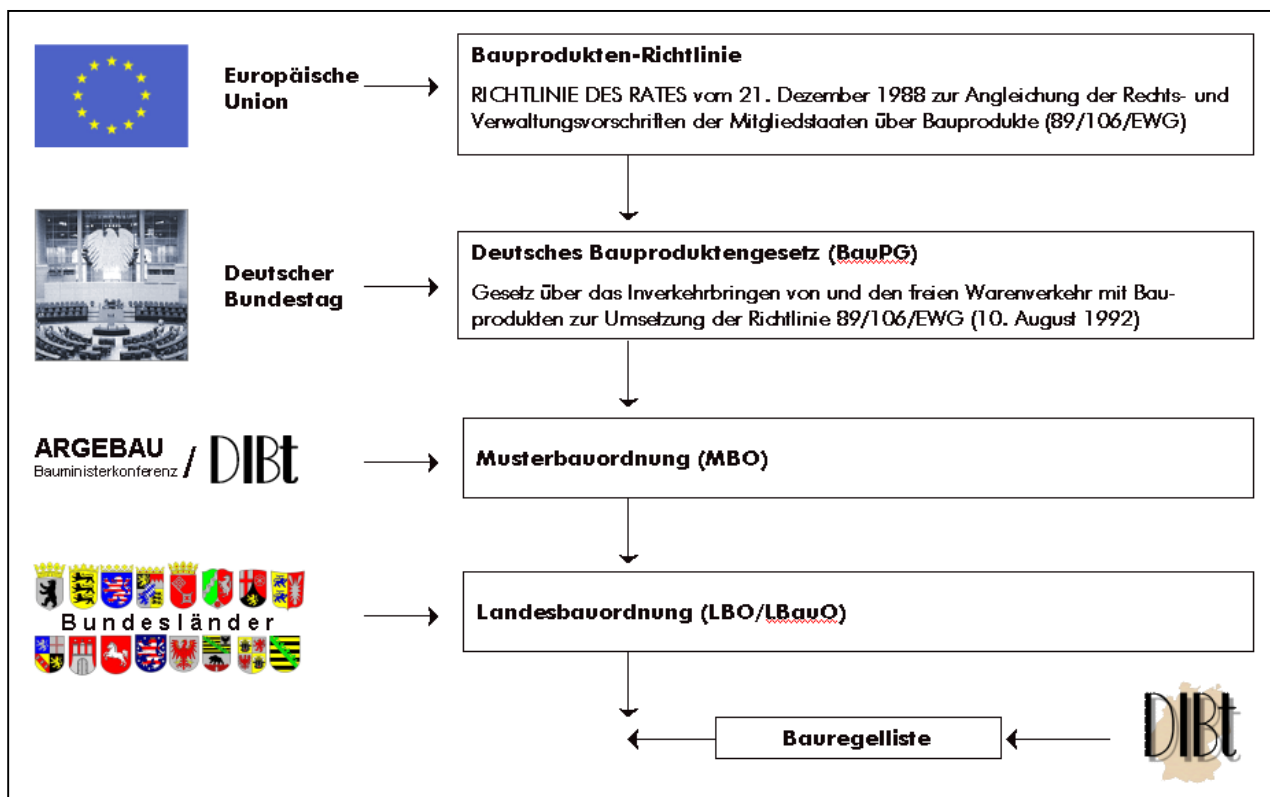 Europäische
Union
Bauprodukten-Richtlinie
RICHTLINIE DES RATES vom 21. Dezember 1988 zur Angleichung der Rechts- und
Verwaltungsvorschriften der Mitgliedstaaten über Bauprodukte (89/106/EWG)
Deutscher
Bundestag
Deutsches Bauproduktengesetz (BauPG)
Gesetz über das Inverkehrbringen von und den freien Warenverkehr mit Bau-
produkten zur Umsetzung der Richtlinie 89/106/EWG (10. August 1992)
ARGEBAU
Bauministerkonferenz / DIBt
Musterbauordnung (MBO)
Bundesländer
Landesbauordnung (LBO/LBauO)
Bauregelliste
DIBt